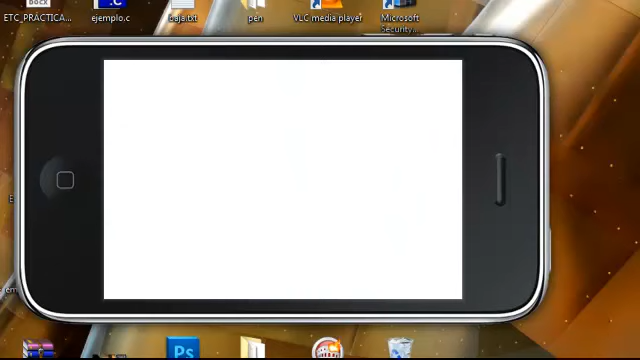 ETC_PRACTICA...
ejemplo.c
baja.txt
pen
VLC media player
Microsoft
Security...
Ps